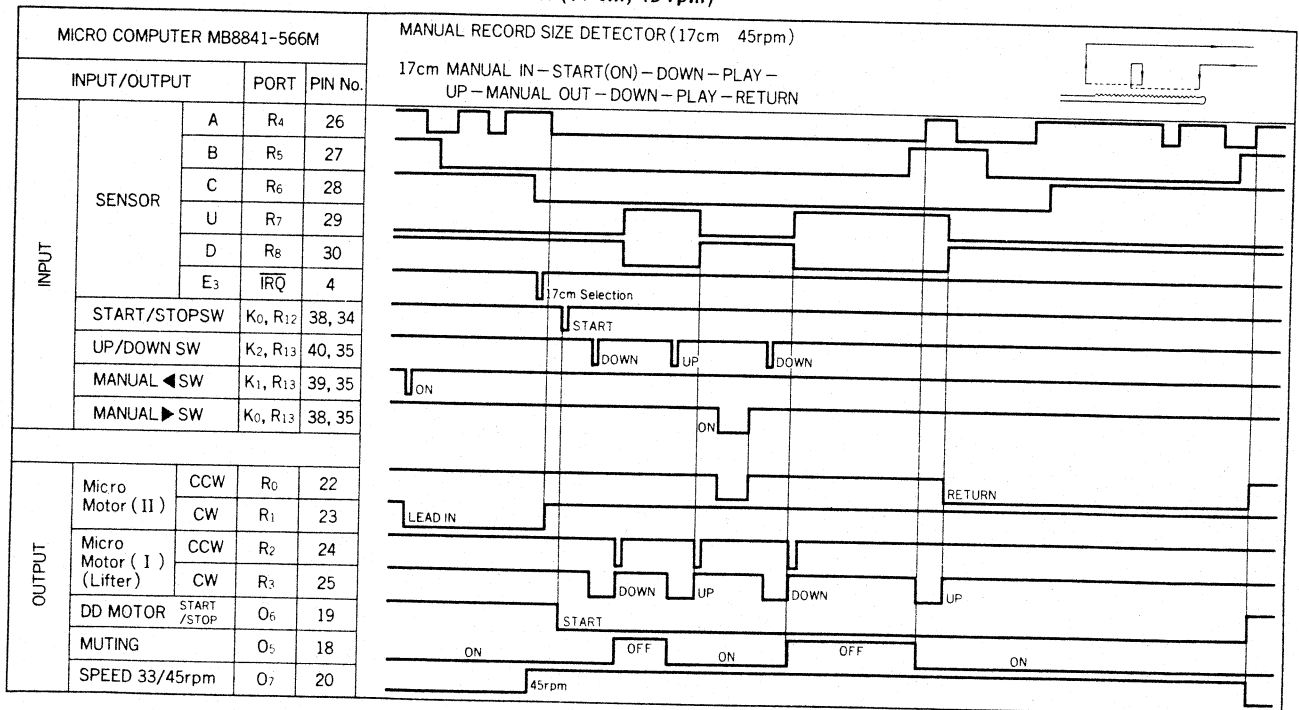 (17cm, 45rpm)
MICRO COMPUTER MB8841-566M
MANUAL RECORD SIZE DETECTOR (17cm 45rpm)
17cm MANUAL IN – START(ON) – DOWN – PLAY –
UP – MANUAL OUT – DOWN – PLAY – RETURN
INPUT/OUTPUT PORT PIN No.
INPUT
SENSOR
A R4 26
B R5 27
C R6 28
U R7 29
D R8 30
E3 IRQ 4
17cm Selection
START/STOPSW K0, R12 38, 34
START
UP/DOWN SW K2, R13 40, 35
DOWN UP DOWN
MANUAL ◀ SW K1, R13 39, 35
ON
MANUAL ▶ SW K0, R13 38, 35
ON
OUTPUT
Micro Motor (II)
CCW R0 22
RETURN
CW R1 23
LEAD IN
Micro Motor (I) (Lifter)
CCW R2 24
CW R3 25
DOWN UP DOWN UP
DD MOTOR START/STOP O6 19
START
MUTING O5 18
ON OFF ON OFF ON
SPEED 33/45rpm O7 20
45rpm